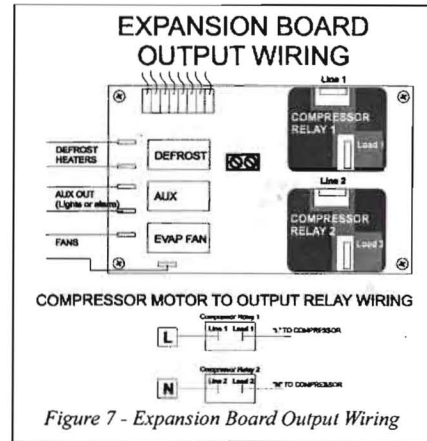 EXPANSION BOARD
OUTPUT WIRING
Line 1
COMPRESSOR
RELAY 1
Load 1
DEFROST
HEATERS
DEFROST
AUX OUT
(Lights or alarm)
AUX
Line 2
COMPRESSOR
RELAY 2
Load 2
FANS
EVAP FAN
COMPRESSOR MOTOR TO OUTPUT RELAY WIRING
Compressor Relay 1
L
Line 1 Load 1
"L" TO COMPRESSOR
Compressor Relay 2
N
Line 2 Load 2
"N" TO COMPRESSOR
Figure 7 - Expansion Board Output Wiring